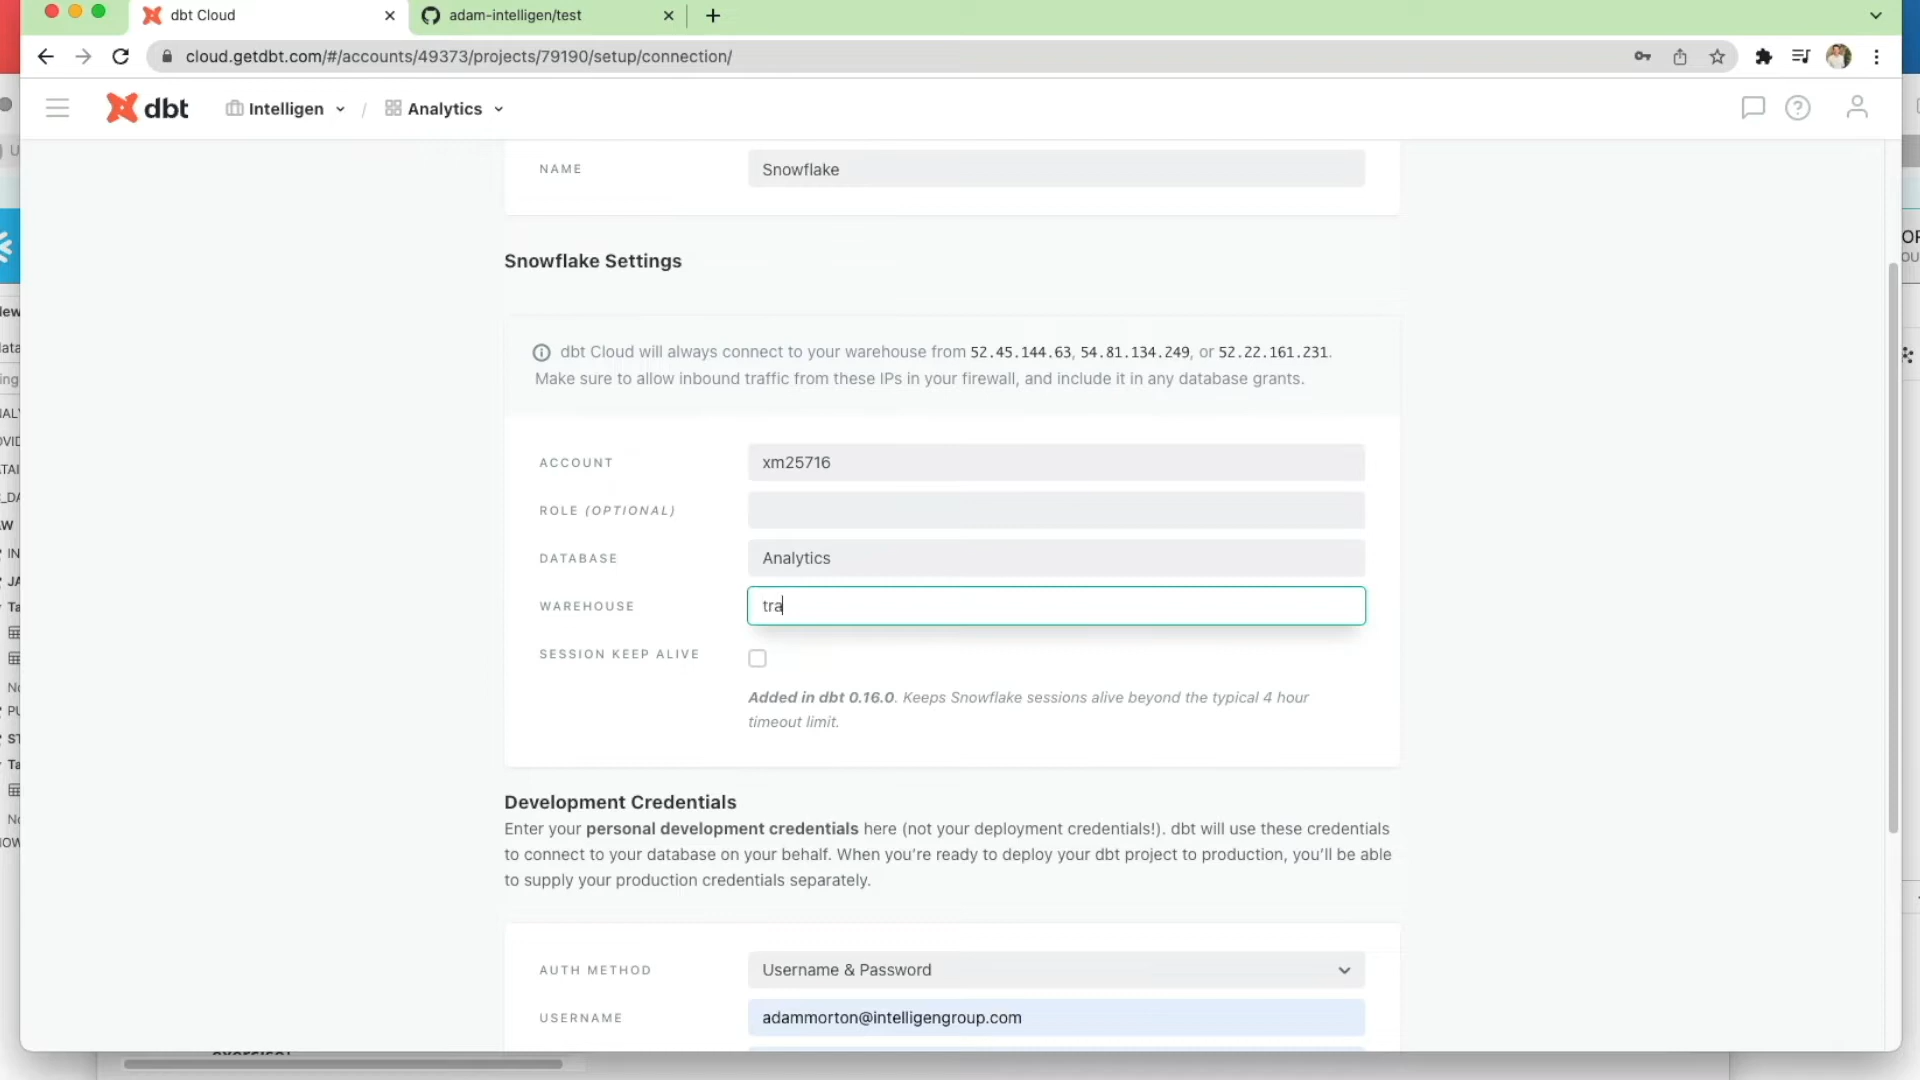 dbt Cloud
adam-intelligen/test
cloud.getdbt.com/#/accounts/49373/projects/79190/setup/connection/
dbt
Intelligen / Analytics
NAME Snowflake
Snowflake Settings
dbt Cloud will always connect to your warehouse from 52.45.144.63, 54.81.134.249, or 52.22.161.231.
Make sure to allow inbound traffic from these IPs in your firewall, and include it in any database grants.
ACCOUNT xm25716
ROLE (OPTIONAL)
DATABASE Analytics
WAREHOUSE tra
SESSION KEEP ALIVE
Added in dbt 0.16.0. Keeps Snowflake sessions alive beyond the typical 4 hour
timeout limit.
Development Credentials
Enter your personal development credentials here (not your deployment credentials!). dbt will use these credentials
to connect to your database on your behalf. When you're ready to deploy your dbt project to production, you'll be able
to supply your production credentials separately.
AUTH METHOD Username & Password
USERNAME adammorton@intelligengroup.com